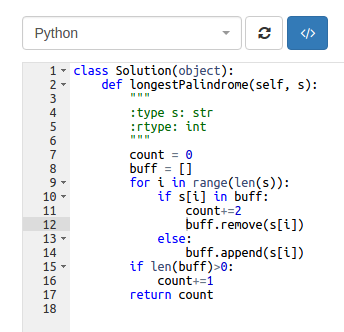 Python
</>
1 class Solution(object):
2     def longestPalindrome(self, s):
3         """
4         :type s: str
5         :rtype: int
6         """
7         count = 0
8         buff = []
9         for i in range(len(s)):
10             if s[i] in buff:
11                 count+=2
12                 buff.remove(s[i])
13             else:
14                 buff.append(s[i])
15         if len(buff)>0:
16             count+=1
17         return count
18